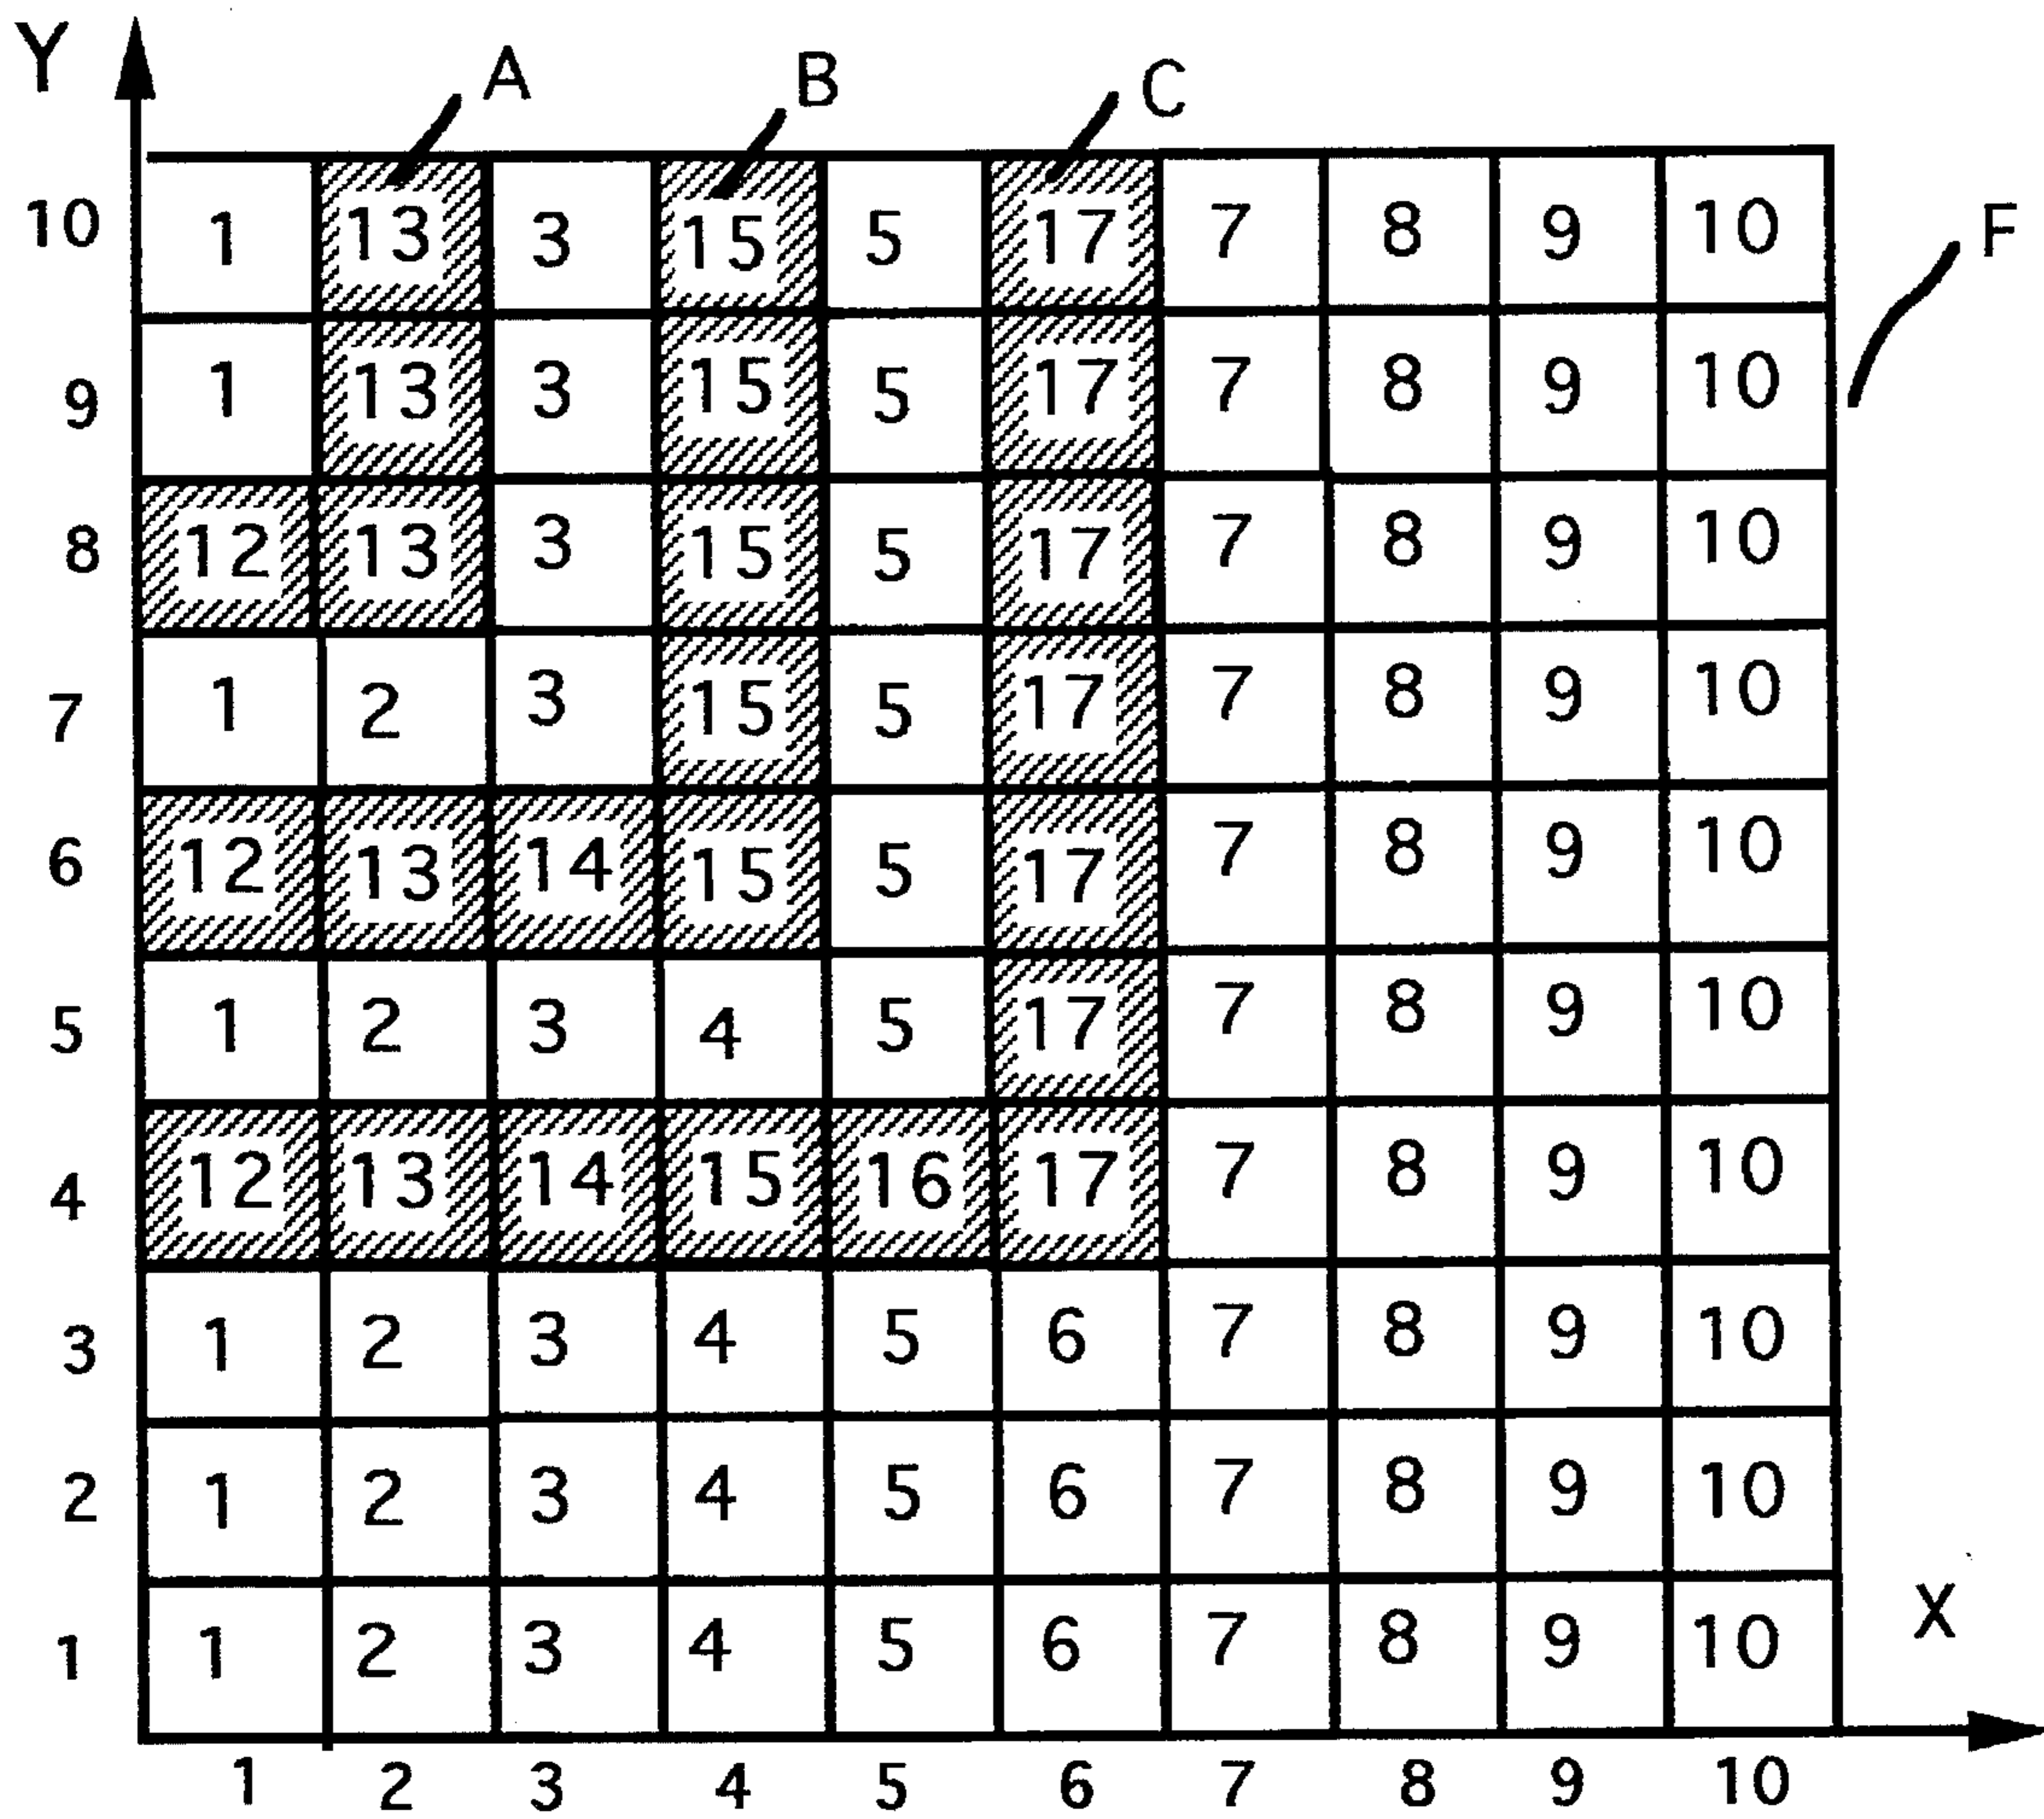 Y A B C
10 1 13 3 15 5 17 7 8 9 10 F
9 1 13 3 15 5 17 7 8 9 10
8 12 13 3 15 5 17 7 8 9 10
7 1 2 3 15 5 17 7 8 9 10
6 12 13 14 15 5 17 7 8 9 10
5 1 2 3 4 5 17 7 8 9 10
4 12 13 14 15 16 17 7 8 9 10
3 1 2 3 4 5 6 7 8 9 10
2 1 2 3 4 5 6 7 8 9 10
1 1 2 3 4 5 6 7 8 9 10 X
1 2 3 4 5 6 7 8 9 10